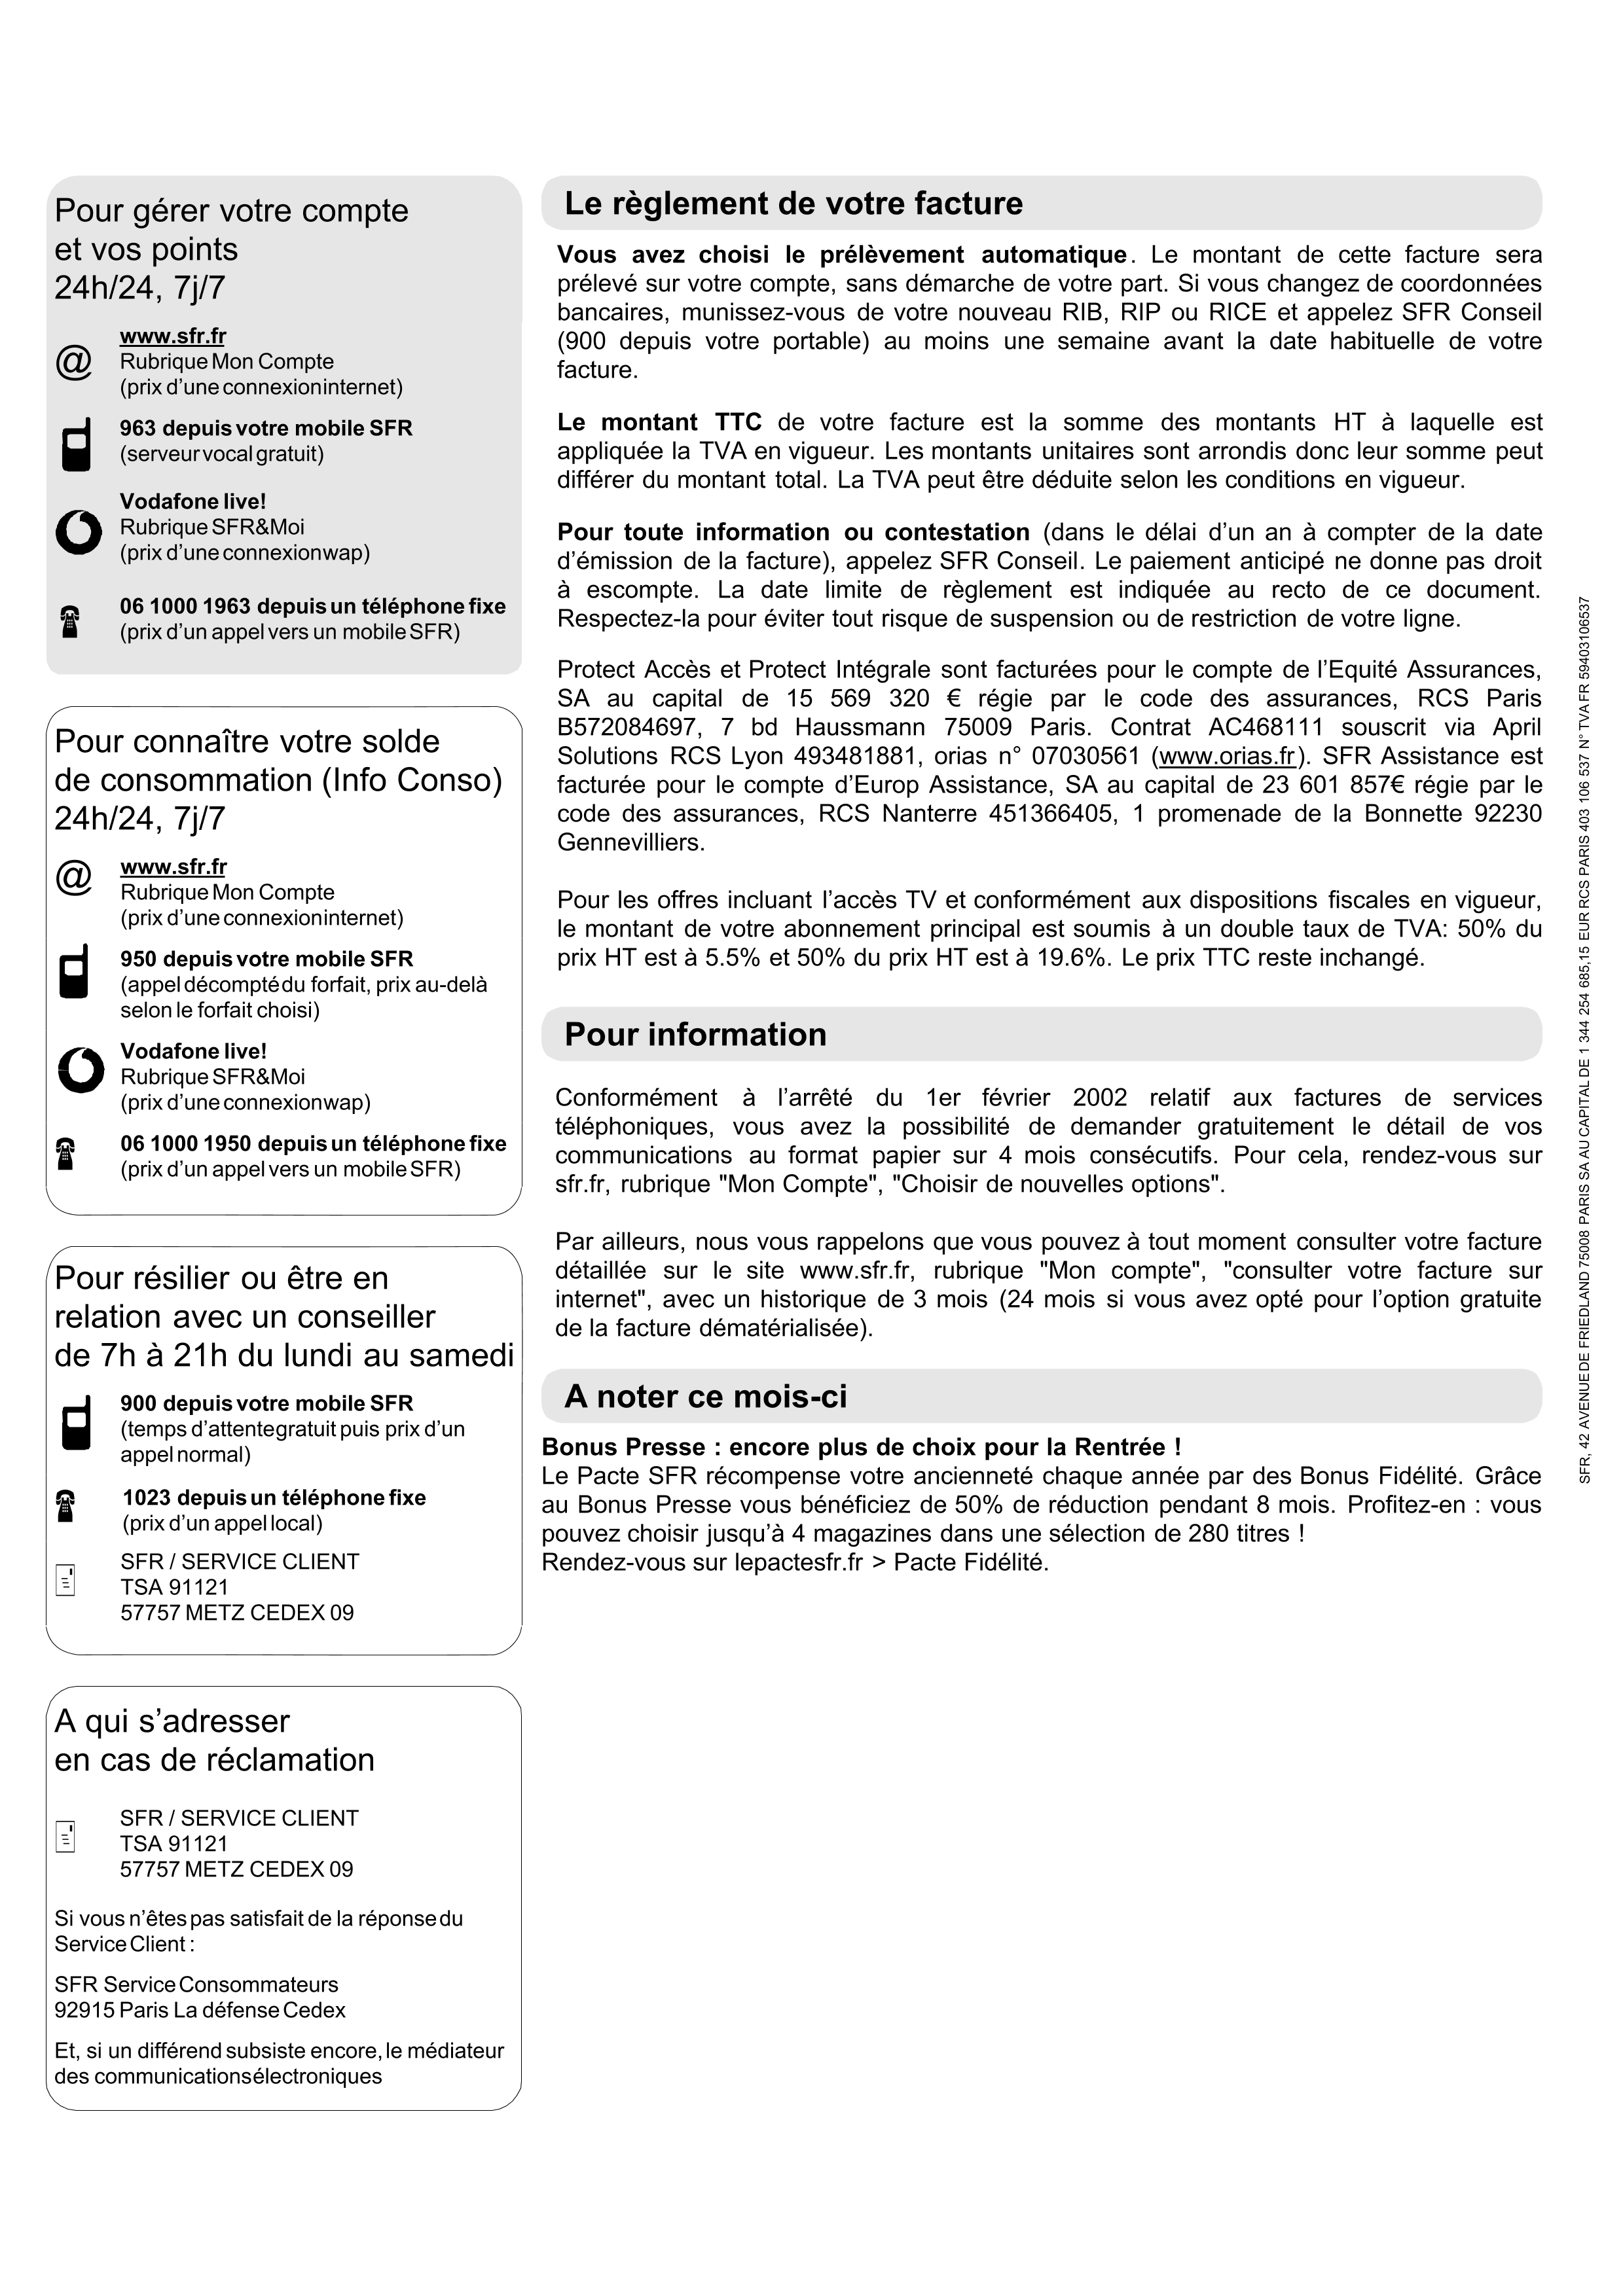 Pour gérer votre compte
et vos points
24h/24, 7j/7
www.sfr.fr
@
Rubrique Mon Compte
(prix d’une connexion internet)
963 depuis votre mobile SFR
(serveur vocal gratuit)
Vodafone live!
Rubrique SFR&Moi
(prix d’une connexion wap)
06 1000 1963 depuis un téléphone fixe
(prix d’un appel vers un mobile SFR)
Pour connaître votre solde
de consommation (Info Conso)
24h/24, 7j/7
www.sfr.fr
@
Rubrique Mon Compte
(prix d’une connexion internet)
950 depuis votre mobile SFR
(appel décompté du forfait, prix au-delà
selon le forfait choisi)
Vodafone live!
Rubrique SFR&Moi
(prix d’une connexion wap)
06 1000 1950 depuis un téléphone fixe
(prix d’un appel vers un mobile SFR)
Pour résilier ou être en
relation avec un conseiller
de 7h à 21h du lundi au samedi
900 depuis votre mobile SFR
(temps d’attente gratuit puis prix d’un
appel normal)
1023 depuis un téléphone fixe
(prix d’un appel local)
SFR / SERVICE CLIENT
TSA 91121
57757 METZ CEDEX 09
A qui s’adresser
en cas de réclamation
SFR / SERVICE CLIENT
TSA 91121
57757 METZ CEDEX 09
Si vous n’êtes pas satisfait de la réponse du
Service Client :
SFR Service Consommateurs
92915 Paris La défense Cedex
Et, si un différend subsiste encore, le médiateur
des communications électroniques
Le règlement de votre facture
Vous avez choisi le prélèvement automatique. Le montant de cette facture sera
prélevé sur votre compte, sans démarche de votre part. Si vous changez de coordonnées
bancaires, munissez-vous de votre nouveau RIB, RIP ou RICE et appelez SFR Conseil
(900 depuis votre portable) au moins une semaine avant la date habituelle de votre
facture.
Le montant TTC de votre facture est la somme des montants HT à laquelle est
appliquée la TVA en vigueur. Les montants unitaires sont arrondis donc leur somme peut
différer du montant total. La TVA peut être déduite selon les conditions en vigueur.
Pour toute information ou contestation (dans le délai d’un an à compter de la date
d’émission de la facture), appelez SFR Conseil. Le paiement anticipé ne donne pas droit
à escompte. La date limite de règlement est indiquée au recto de ce document.
Respectez-la pour éviter tout risque de suspension ou de restriction de votre ligne.
Protect Accès et Protect Intégrale sont facturées pour le compte de l’Equité Assurances,
SA au capital de 15 569 320 € régie par le code des assurances, RCS Paris
B572084697, 7 bd Haussmann 75009 Paris. Contrat AC468111 souscrit via April
Solutions RCS Lyon 493481881, orias n° 07030561 (www.orias.fr). SFR Assistance est
facturée pour le compte d’Europ Assistance, SA au capital de 23 601 857€ régie par le
code des assurances, RCS Nanterre 451366405, 1 promenade de la Bonnette 92230
Gennevilliers.
Pour les offres incluant l’accès TV et conformément aux dispositions fiscales en vigueur,
le montant de votre abonnement principal est soumis à un double taux de TVA: 50% du
prix HT est à 5.5% et 50% du prix HT est à 19.6%. Le prix TTC reste inchangé.
Pour information
Conformément à l’arrêté du 1er février 2002 relatif aux factures de services
téléphoniques, vous avez la possibilité de demander gratuitement le détail de vos
communications au format papier sur 4 mois consécutifs. Pour cela, rendez-vous sur
sfr.fr, rubrique "Mon Compte", "Choisir de nouvelles options".
Par ailleurs, nous vous rappelons que vous pouvez à tout moment consulter votre facture
détaillée sur le site www.sfr.fr, rubrique "Mon compte", "consulter votre facture sur
internet", avec un historique de 3 mois (24 mois si vous avez opté pour l’option gratuite
de la facture dématérialisée).
A noter ce mois-ci
Bonus Presse : encore plus de choix pour la Rentrée !
Le Pacte SFR récompense votre ancienneté chaque année par des Bonus Fidélité. Grâce
au Bonus Presse vous bénéficiez de 50% de réduction pendant 8 mois. Profitez-en : vous
pouvez choisir jusqu’à 4 magazines dans une sélection de 280 titres !
Rendez-vous sur lepactesfr.fr > Pacte Fidélité.
SFR, 42 AVENUE DE FRIEDLAND 75008 PARIS SA AU CAPITAL DE 1 344 254 685,15 EUR RCS PARIS 403 106 537 N° TVA FR 59403106537